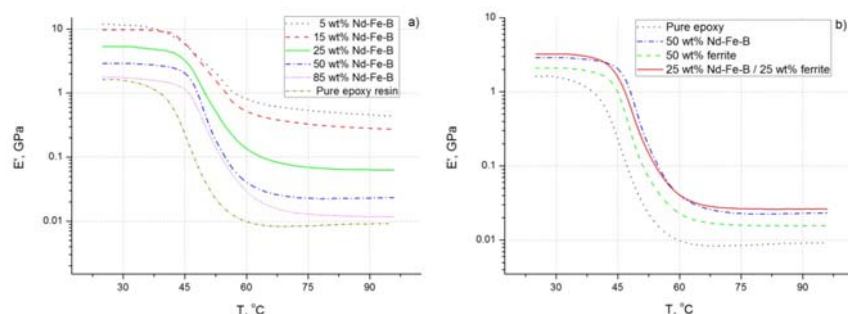 a)
5 wt% Nd-Fe-B
15 wt% Nd-Fe-B
25 wt% Nd-Fe-B
50 wt% Nd-Fe-B
85 wt% Nd-Fe-B
Pure epoxy resin
10
1
0.1
0.01
E', GPa
30
45
60
75
90
T, °C
b)
Pure epoxy
50 wt% Nd-Fe-B
50 wt% ferrite
25 wt% Nd-Fe-B / 25 wt% ferrite
10
1
0.1
0.01
E', GPa
30
45
60
75
90
T, °C